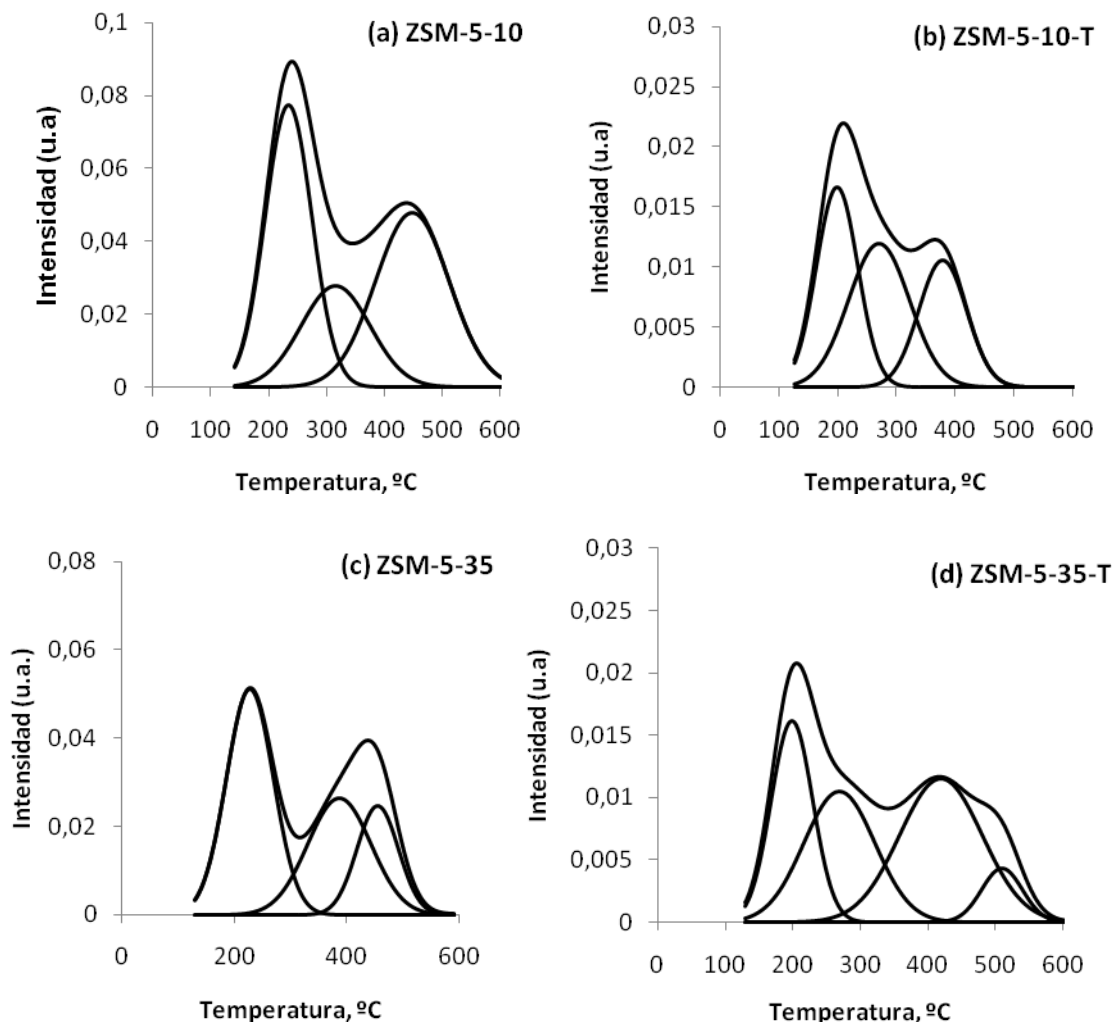 (a) ZSM-5-10
Intensidad (u.a)
0,1
0,08
0,06
0,04
0,02
0
0 100 200 300 400 500 600
Temperatura, ºC
(b) ZSM-5-10-T
Intensidad (u.a)
0,03
0,025
0,02
0,015
0,01
0,005
0
0 100 200 300 400 500 600
Temperatura, ºC
(c) ZSM-5-35
Intensidad (u.a.)
0,08
0,06
0,04
0,02
0
0 200 400 600
Temperatura, ºC
(d) ZSM-5-35-T
Intensidad (u.a)
0,03
0,025
0,02
0,015
0,01
0,005
0
0 100 200 300 400 500 600
Temperatura, ºC